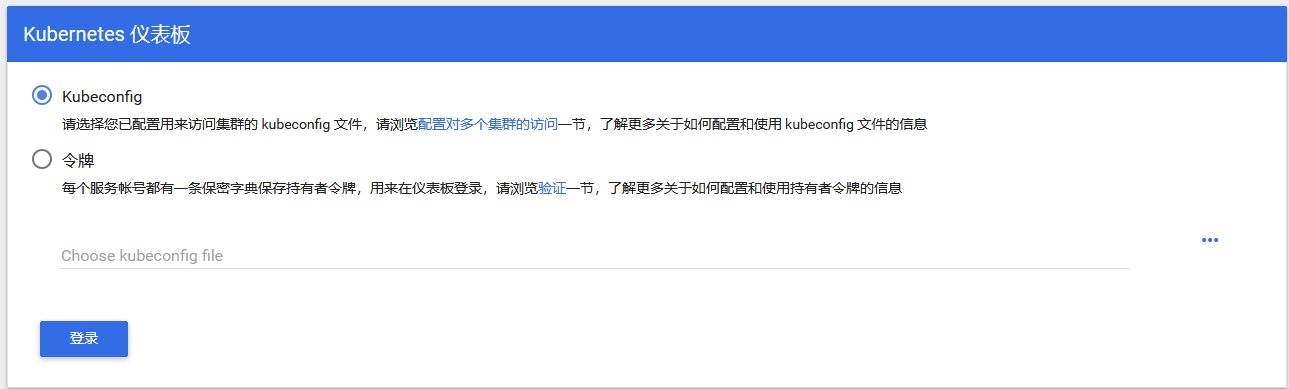 Kubernetes 仪表板
Kubeconfig
请选择您已配置用来访问集群的 kubeconfig 文件，请浏览配置对多个集群的访问一节，了解更多关于如何配置和使用 kubeconfig 文件的信息
令牌
每个服务帐号都有一条保密字典保存持有者令牌，用来在仪表板登录，请浏览验证一节，了解更多关于如何配置和使用持有者令牌的信息
Choose kubeconfig file
登录